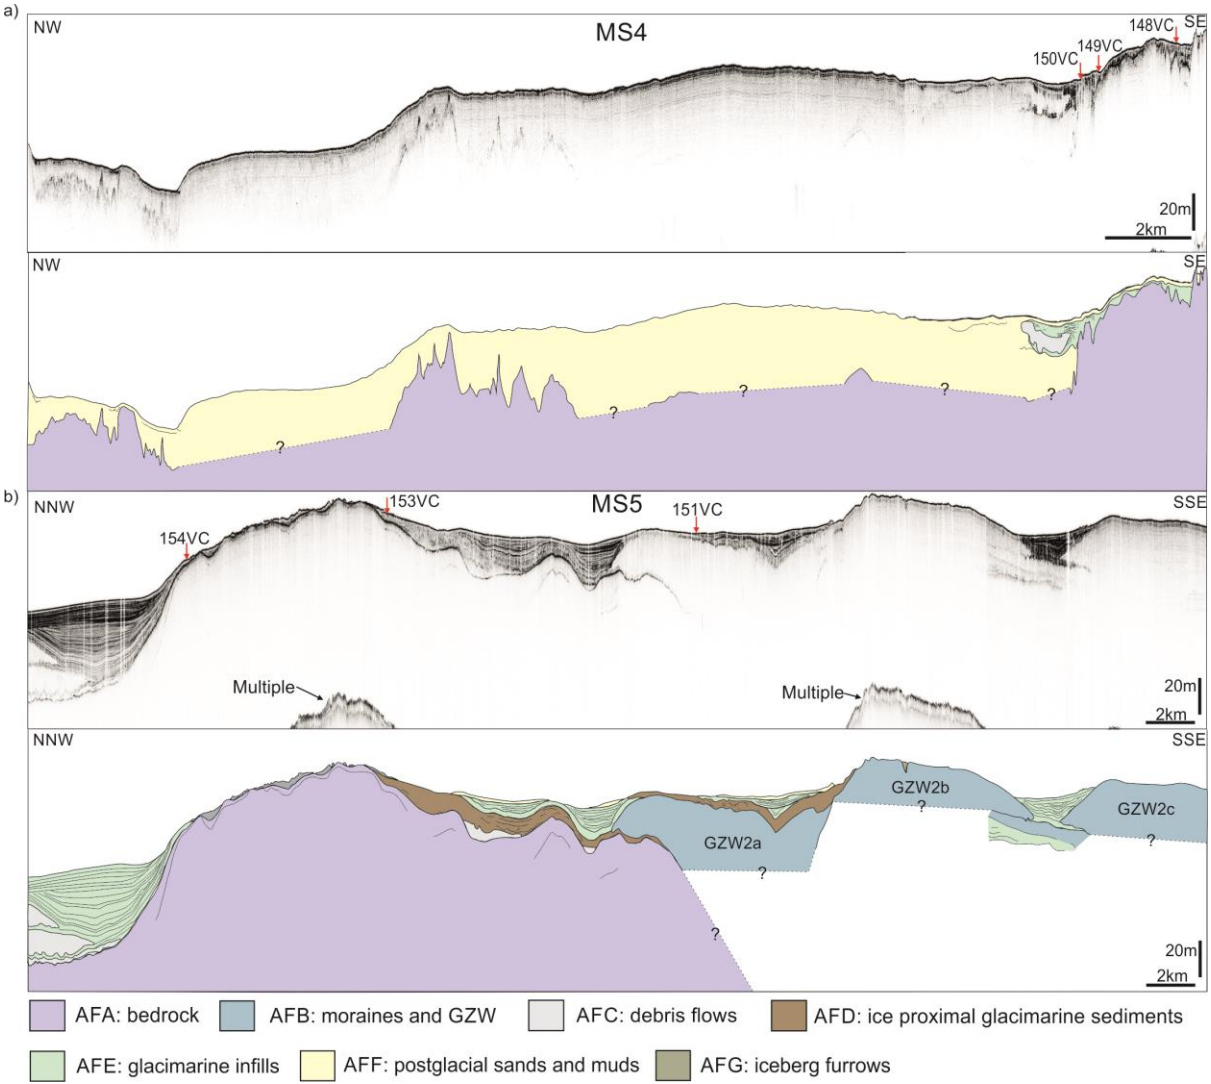 a)
NW
MS4
148VC
SE
150VC
149VC
20m
2km
NW
SE
?
?
?
?
?
b)
NNW
153VC
MS5
151VC
SSE
154VC
Multiple
Multiple
20m
2km
NNW
SSE
GZW2b
?
GZW2c
GZW2a
?
?
?
20m
2km
AFA: bedrock
AFB: moraines and GZW
AFC: debris flows
AFD: ice proximal glacimarine sediments
AFE: glacimarine infills
AFF: postglacial sands and muds
AFG: iceberg furrows